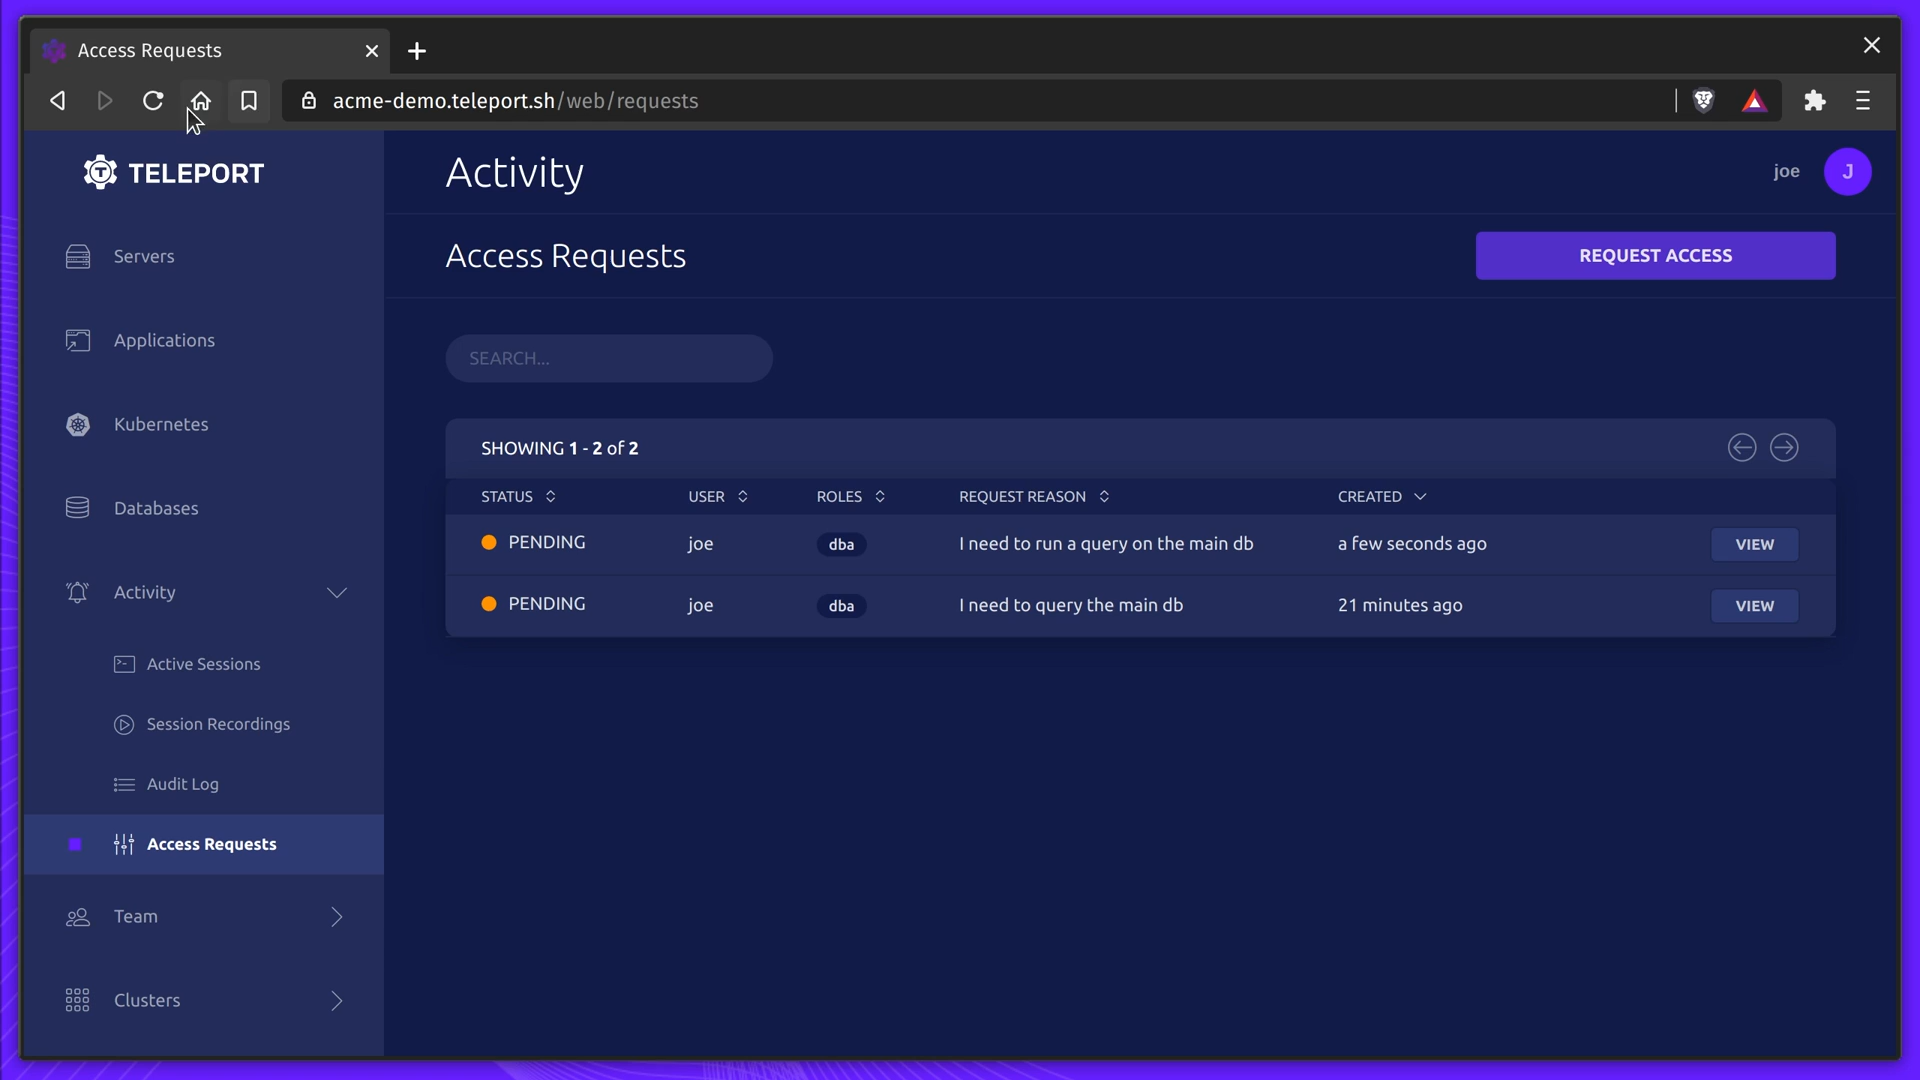 Access Requests
acme-demo.teleport.sh/web/requests
TELEPORT
Activity
joe
J
Servers
Access Requests
REQUEST ACCESS
Applications
SEARCH...
Kubernetes
SHOWING 1 - 2 of 2
STATUS USER ROLES REQUEST REASON CREATED
Databases
PENDING joe dba I need to run a query on the main db a few seconds ago VIEW
Activity
PENDING joe dba I need to query the main db 21 minutes ago VIEW
Active Sessions
Session Recordings
Audit Log
Access Requests
Team
Clusters